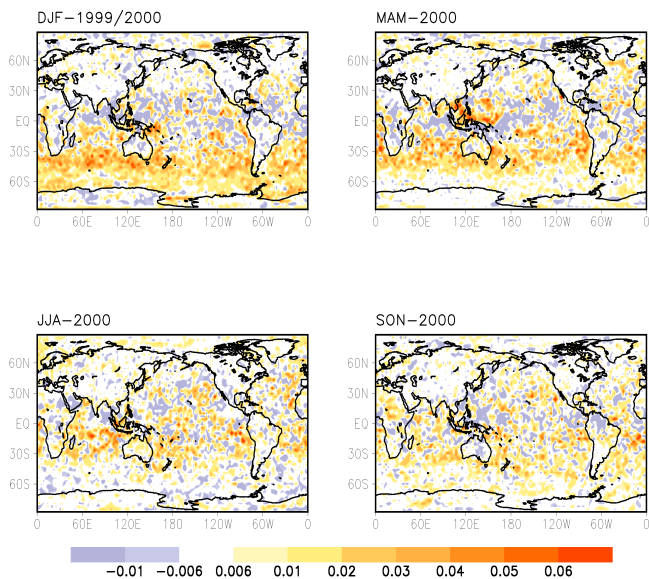 DJF-1999/2000 MAM-2000
60N 60N
30N 30N
EQ EQ
30S 30S
60S 60S
0 60E 120E 180 120W 60W 0 0 60E 120E 180 120W 60W 0
JJA-2000 SON-2000
60N 60N
30N 30N
EQ EQ
30S 30S
60S 60S
0 60E 120E 180 120W 60W 0 0 60E 120E 180 120W 60W 0
-0.01 -0.006 0.006 0.01 0.02 0.03 0.04 0.05 0.06